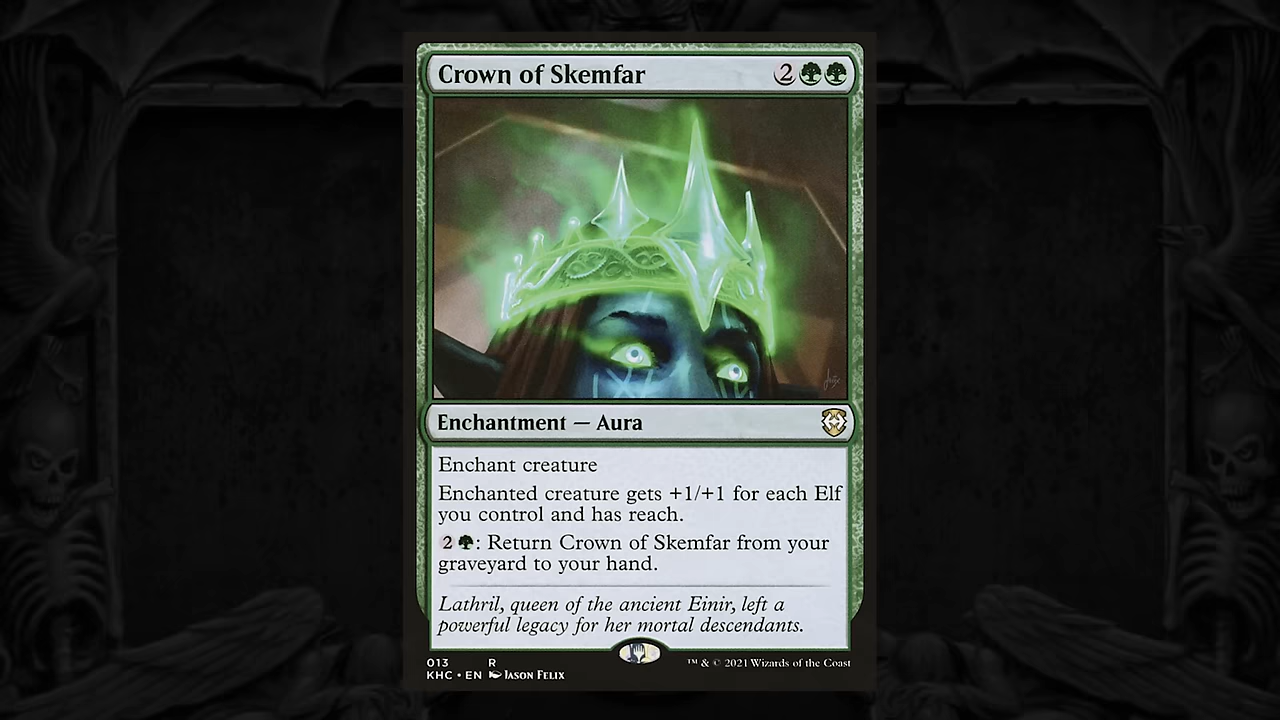 Crown of Skemfar 2
Enchantment — Aura
Enchant creature
Enchanted creature gets +1/+1 for each Elf
you control and has reach.
2 : Return Crown of Skemfar from your
graveyard to your hand.
Lathril, queen of the ancient Einir, left a
powerful legacy for her mortal descendants.
013 R
KHC • EN JASON FELIX
™ & © 2021 Wizards of the Coast